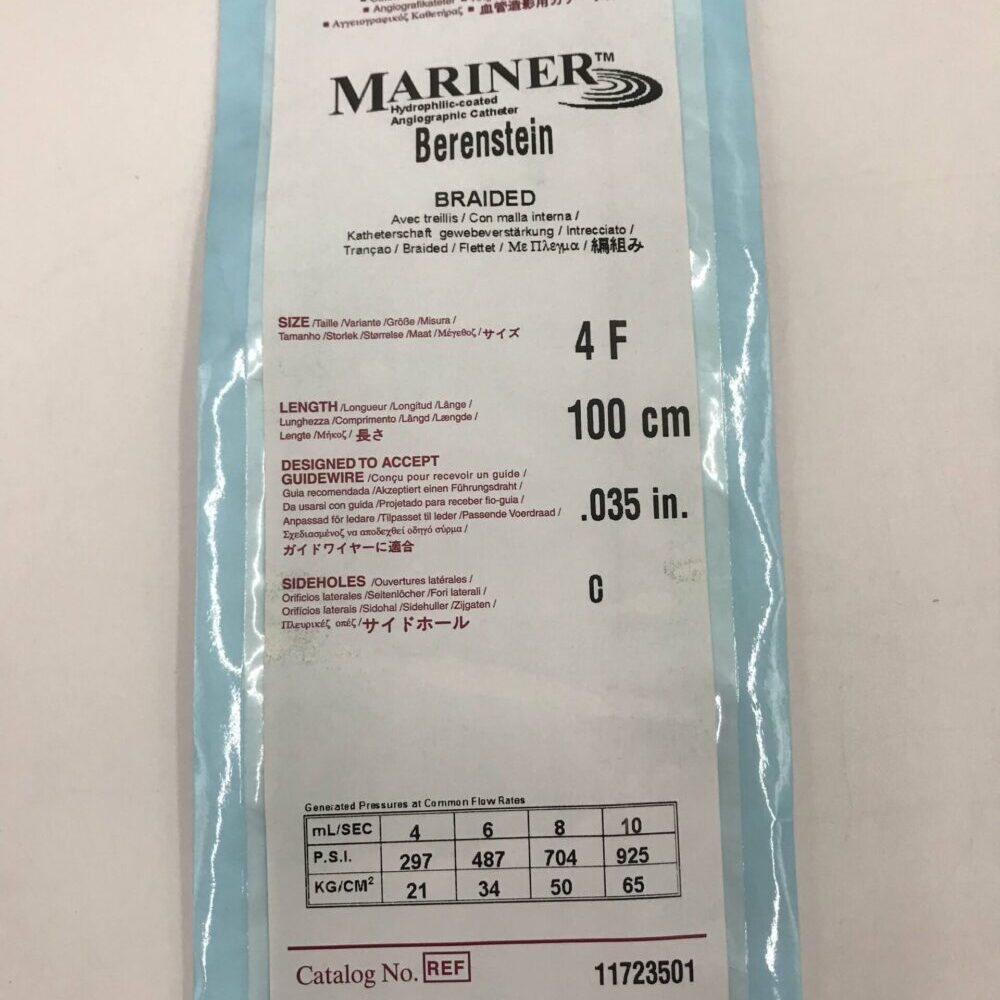 ■ Angiografikateter ■
■ Αγγειογραφικός Καθετήρας ■ 血管造影用カテ
MARINER™
Hydrophilic-coated
Angiographic Catheter
Berenstein
BRAIDED
Avec treillis / Con malla interna /
Katheterschaft gewebeverstärkung / Intrecciato /
Trançao / Braided / Flettet / Με Πλεγμα / 編組み
SIZE /Taille /Variante /Größe /Misura /
Tamanho /Storlek /Størrelse /Maat /Μέγεθος / サイズ
4 F
LENGTH /Longueur /Longitud /Länge /
Lunghezza /Comprimento /Längd /Længde /
Lengte /Μήκος / 長さ
100 cm
DESIGNED TO ACCEPT
GUIDEWIRE /Conçu pour recevoir un guide /
Guia recomendada /Akzeptiert einen Führungsdraht /
Da usarsi con guida /Projetado para receber fio-guia /
Anpassad för ledare /Tilpasset til leder /Passende Voerdraad /
Σχεδιασμένος να αποδεχθεί οδηγό σύρμα /
ガイドワイヤーに適合
.035 in.
SIDEHOLES /Ouvertures latérales /
Orificios laterales /Seitenlöcher /Fori laterali /
Orifícios laterais /Sidohal /Sidehuller /Zijgaten /
Πλευρικές οπές / サイドホール
0
Generated Pressures at Common Flow Rates
mL/SEC 4 6 8 10
P.S.I. 297 487 704 925
KG/CM² 21 34 50 65
Catalog No. REF 11723501